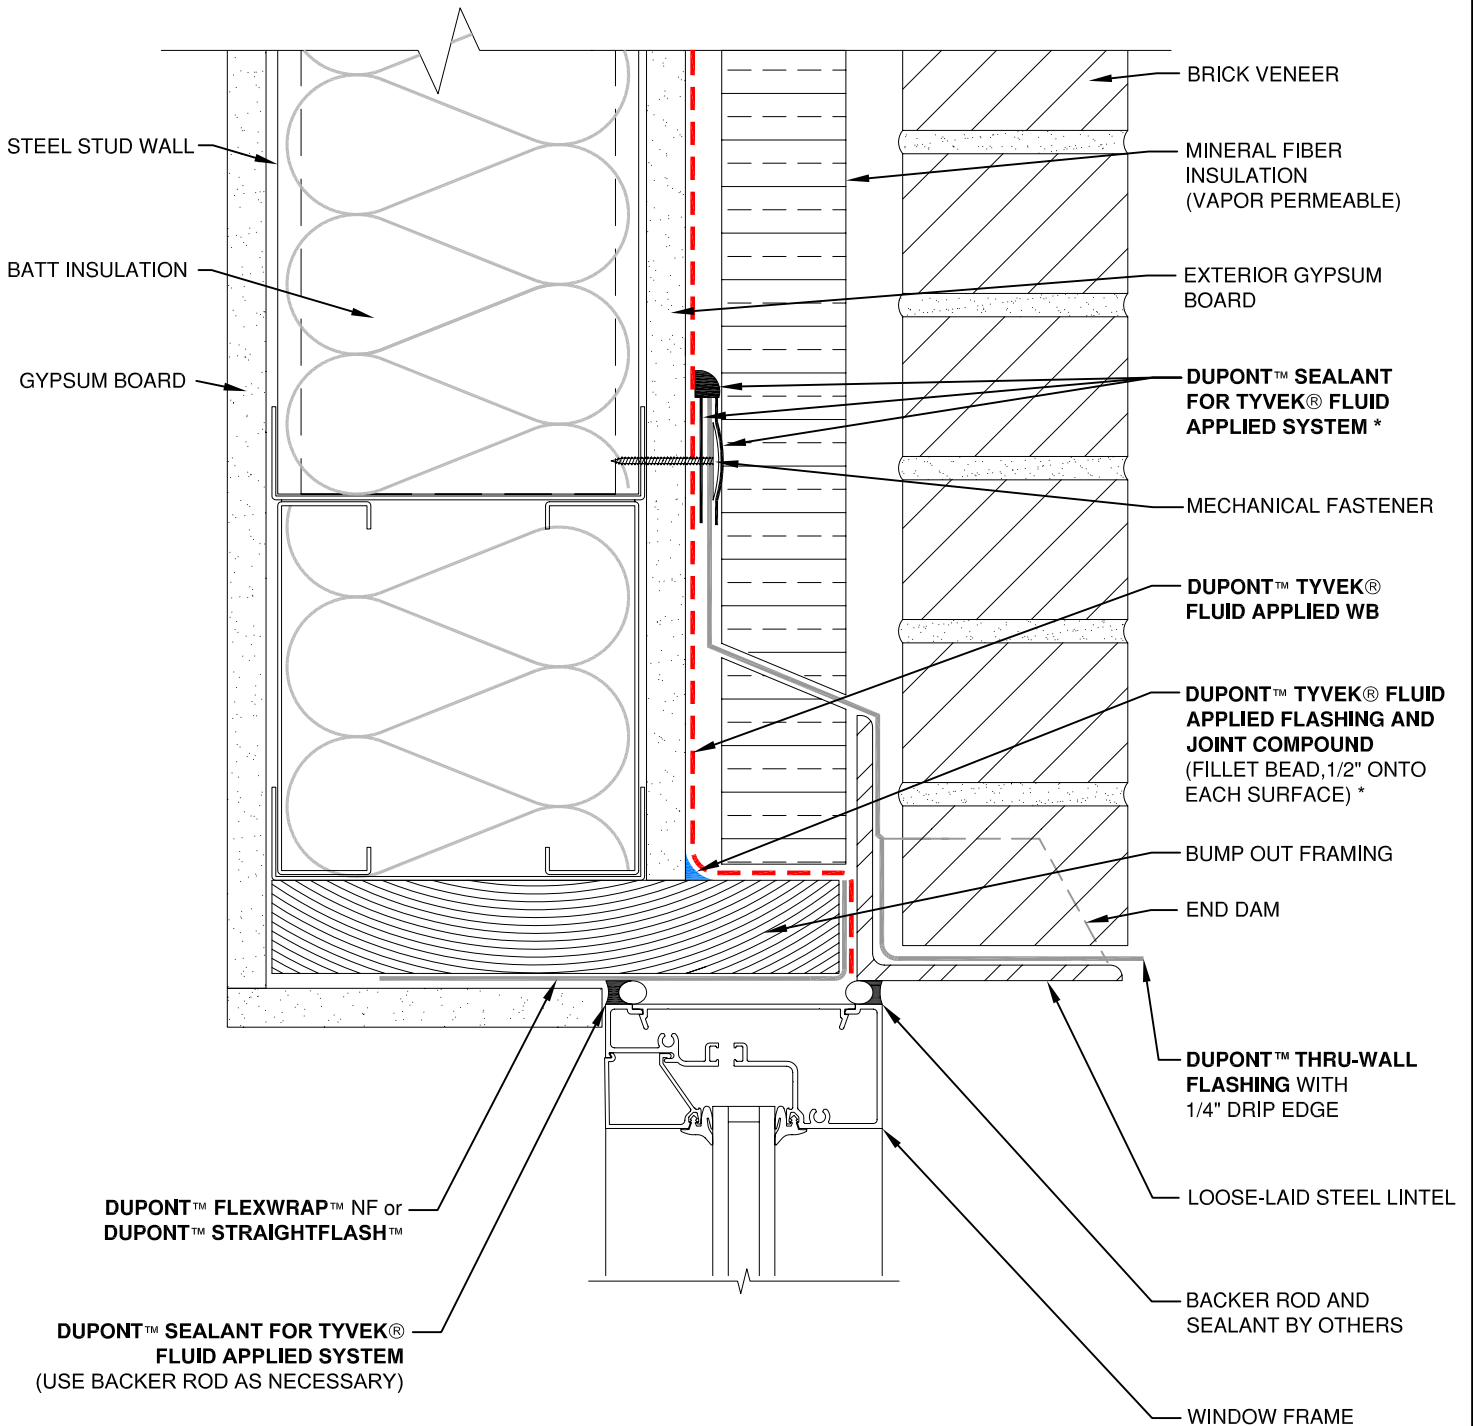 STEEL STUD WALL
BATT INSULATION
GYPSUM BOARD
BRICK VENEER
MINERAL FIBER
INSULATION
(VAPOR PERMEABLE)
EXTERIOR GYPSUM
BOARD
DUPONT™ SEALANT
FOR TYVEK® FLUID
APPLIED SYSTEM *
MECHANICAL FASTENER
DUPONT™ TYVEK®
FLUID APPLIED WB
DUPONT™ TYVEK® FLUID
APPLIED FLASHING AND
JOINT COMPOUND
(FILLET BEAD,1/2" ONTO
EACH SURFACE) *
BUMP OUT FRAMING
END DAM
DUPONT™ THRU-WALL
FLASHING WITH
1/4" DRIP EDGE
LOOSE-LAID STEEL LINTEL
BACKER ROD AND
SEALANT BY OTHERS
WINDOW FRAME
DUPONT™ FLEXWRAP™ NF or
DUPONT™ STRAIGHTFLASH™
DUPONT™ SEALANT FOR TYVEK®
FLUID APPLIED SYSTEM
(USE BACKER ROD AS NECESSARY)